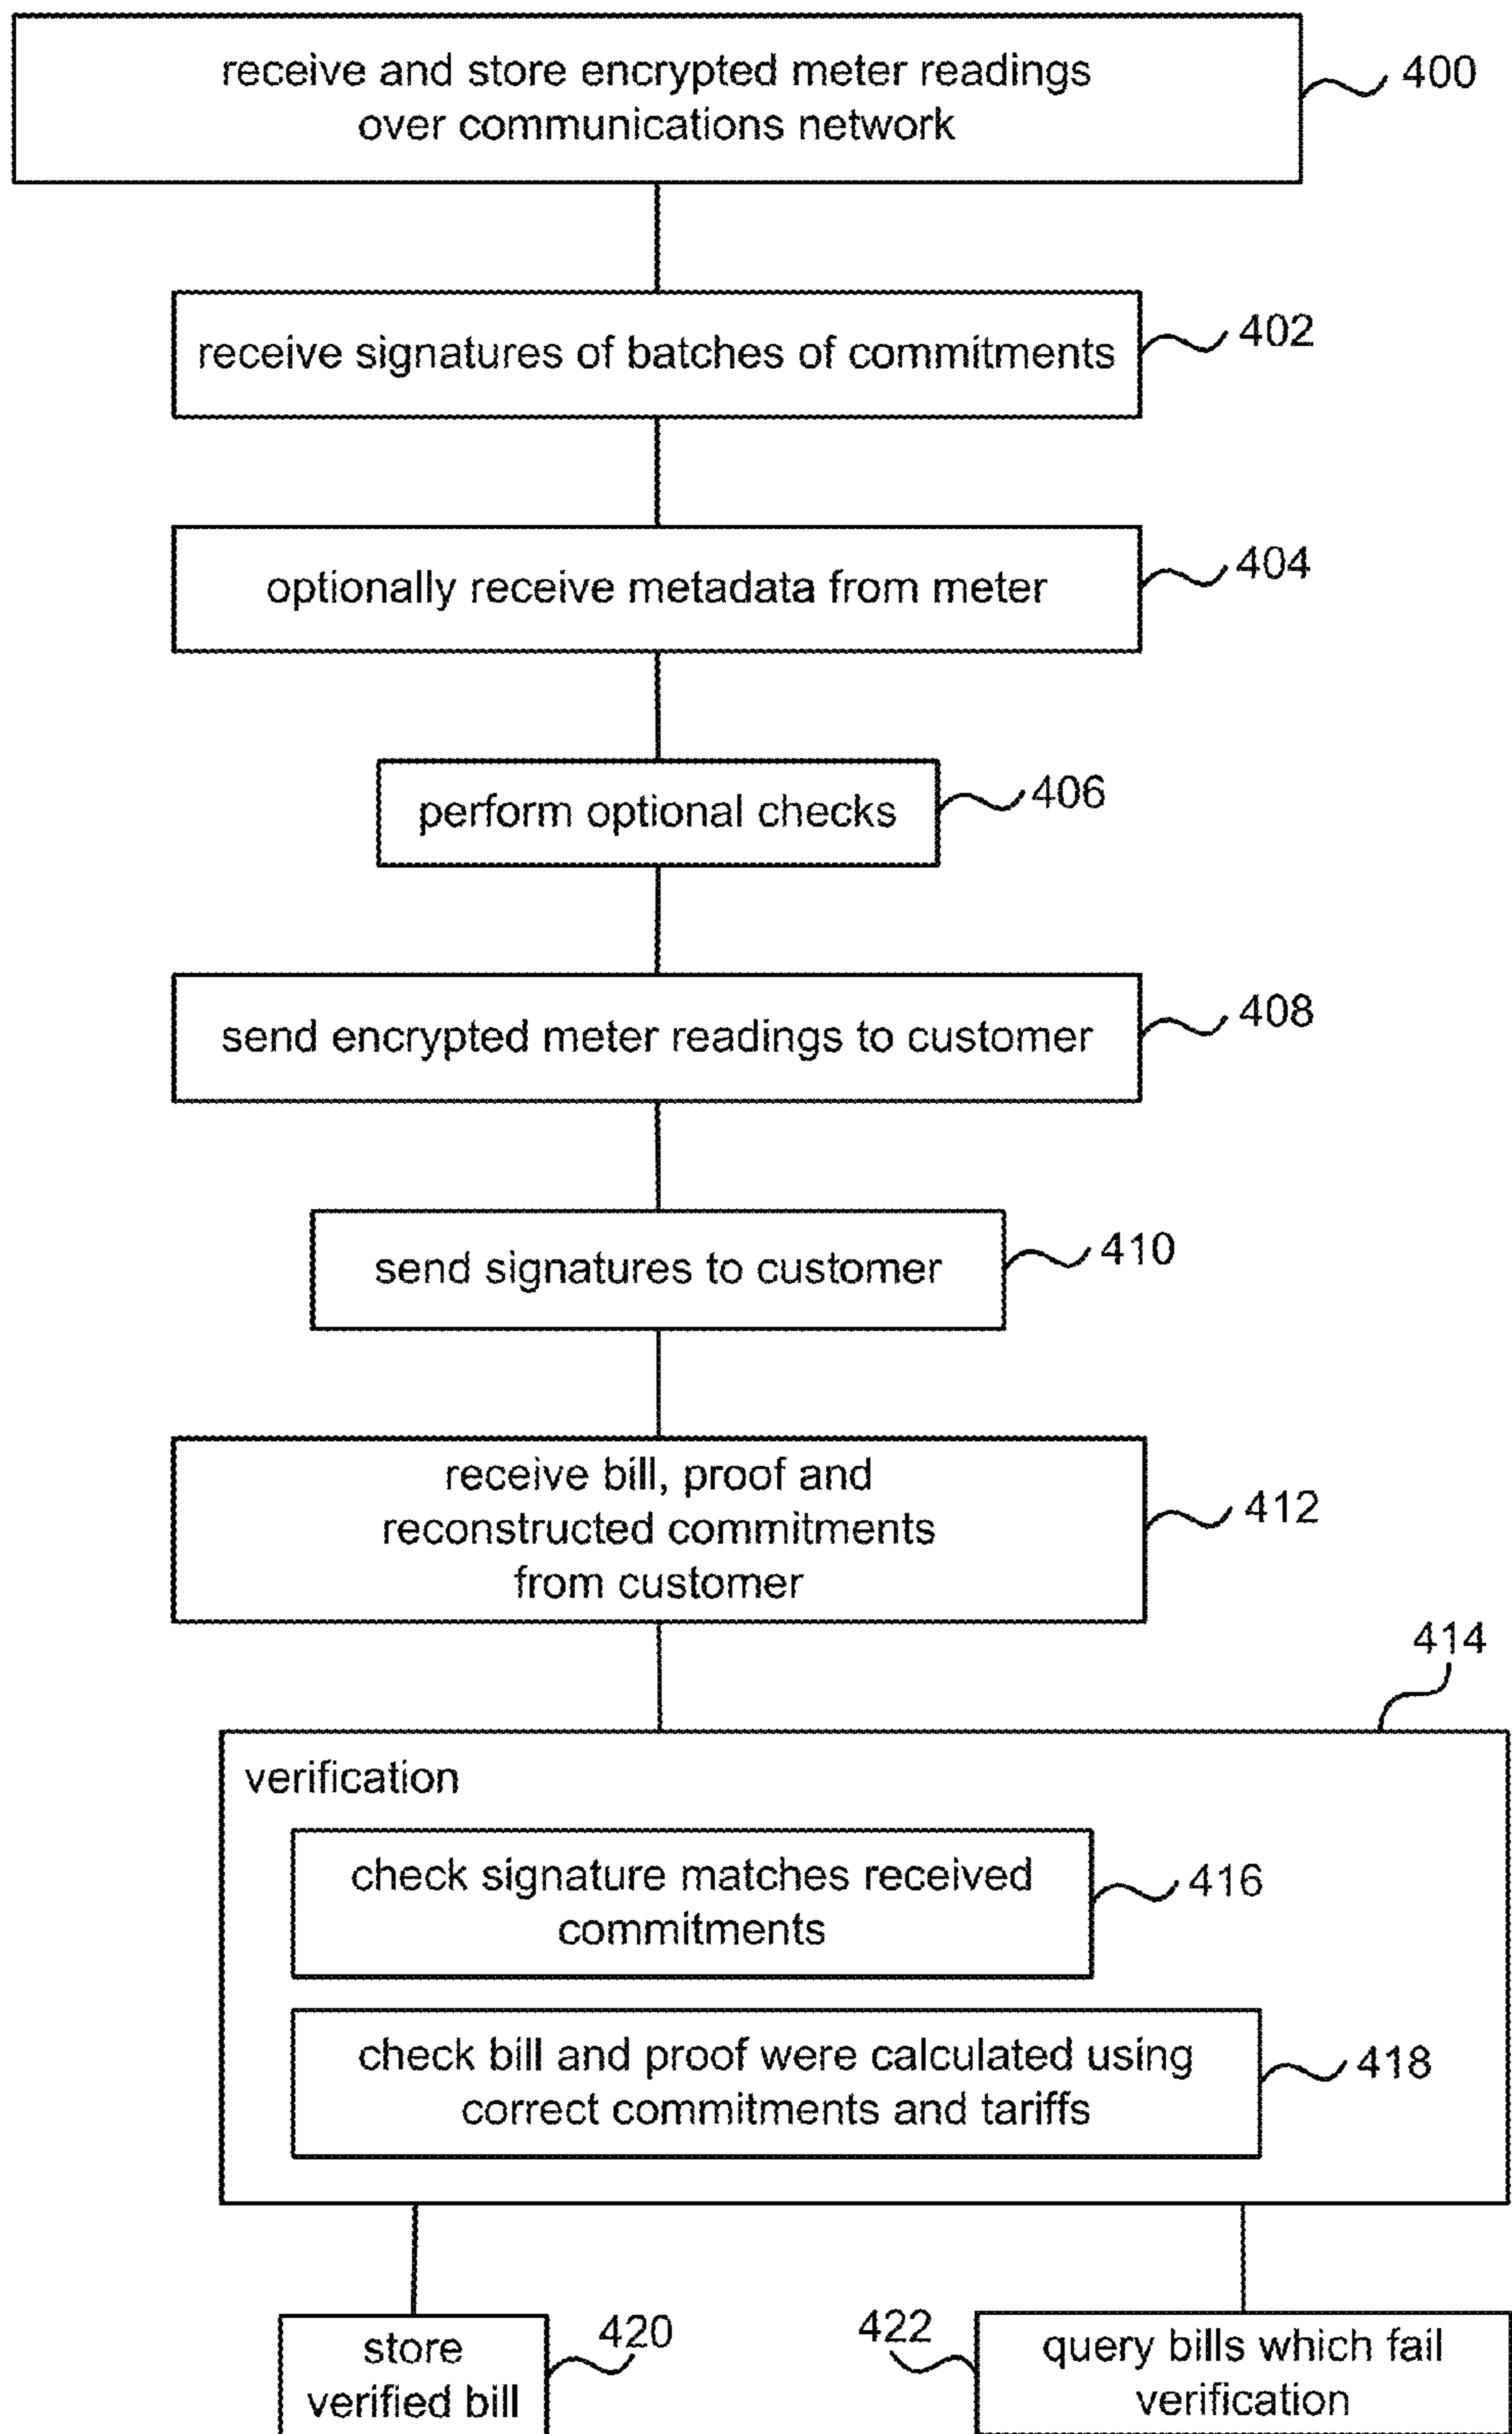 receive and store encrypted meter readings
over communications network
400
receive signatures of batches of commitments
402
optionally receive metadata from meter
404
perform optional checks
406
send encrypted meter readings to customer
408
send signatures to customer
410
receive bill, proof and
reconstructed commitments
from customer
412
414
verification
check signature matches received
commitments
416
check bill and proof were calculated using
correct commitments and tariffs
418
store
verified bill
420
422
query bills which fail
verification